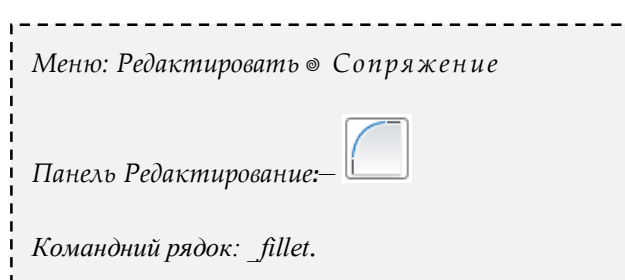 Меню: Редактировать ⊚ Сопряжение
Панель Редактирование:–
Командний рядок: _fillet.